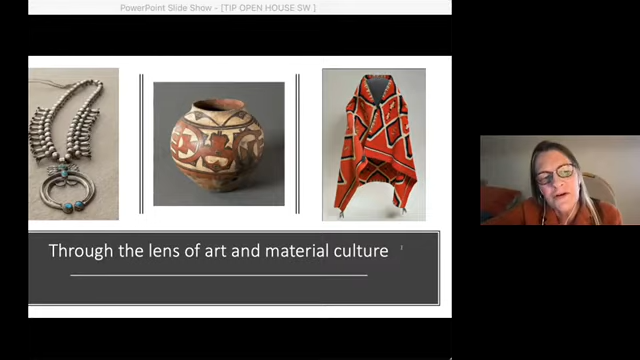 PowerPoint Slide Show - [TIP OPEN HOUSE SW ]
Through the lens of art and material culture